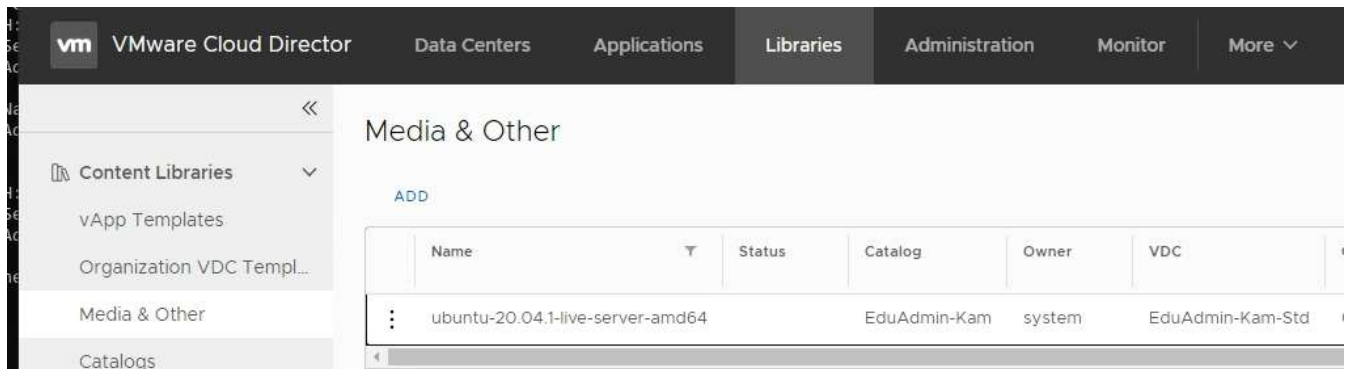 vm VMware Cloud Director Data Centers Applications Libraries Administration Monitor More
Content Libraries
vApp Templates
Organization VDC Templ...
Media & Other
Catalogs
Media & Other
ADD
Name Status Catalog Owner VDC
ubuntu-20.04.1-live-server-amd64 EduAdmin-Kam system EduAdmin-Kam-Std